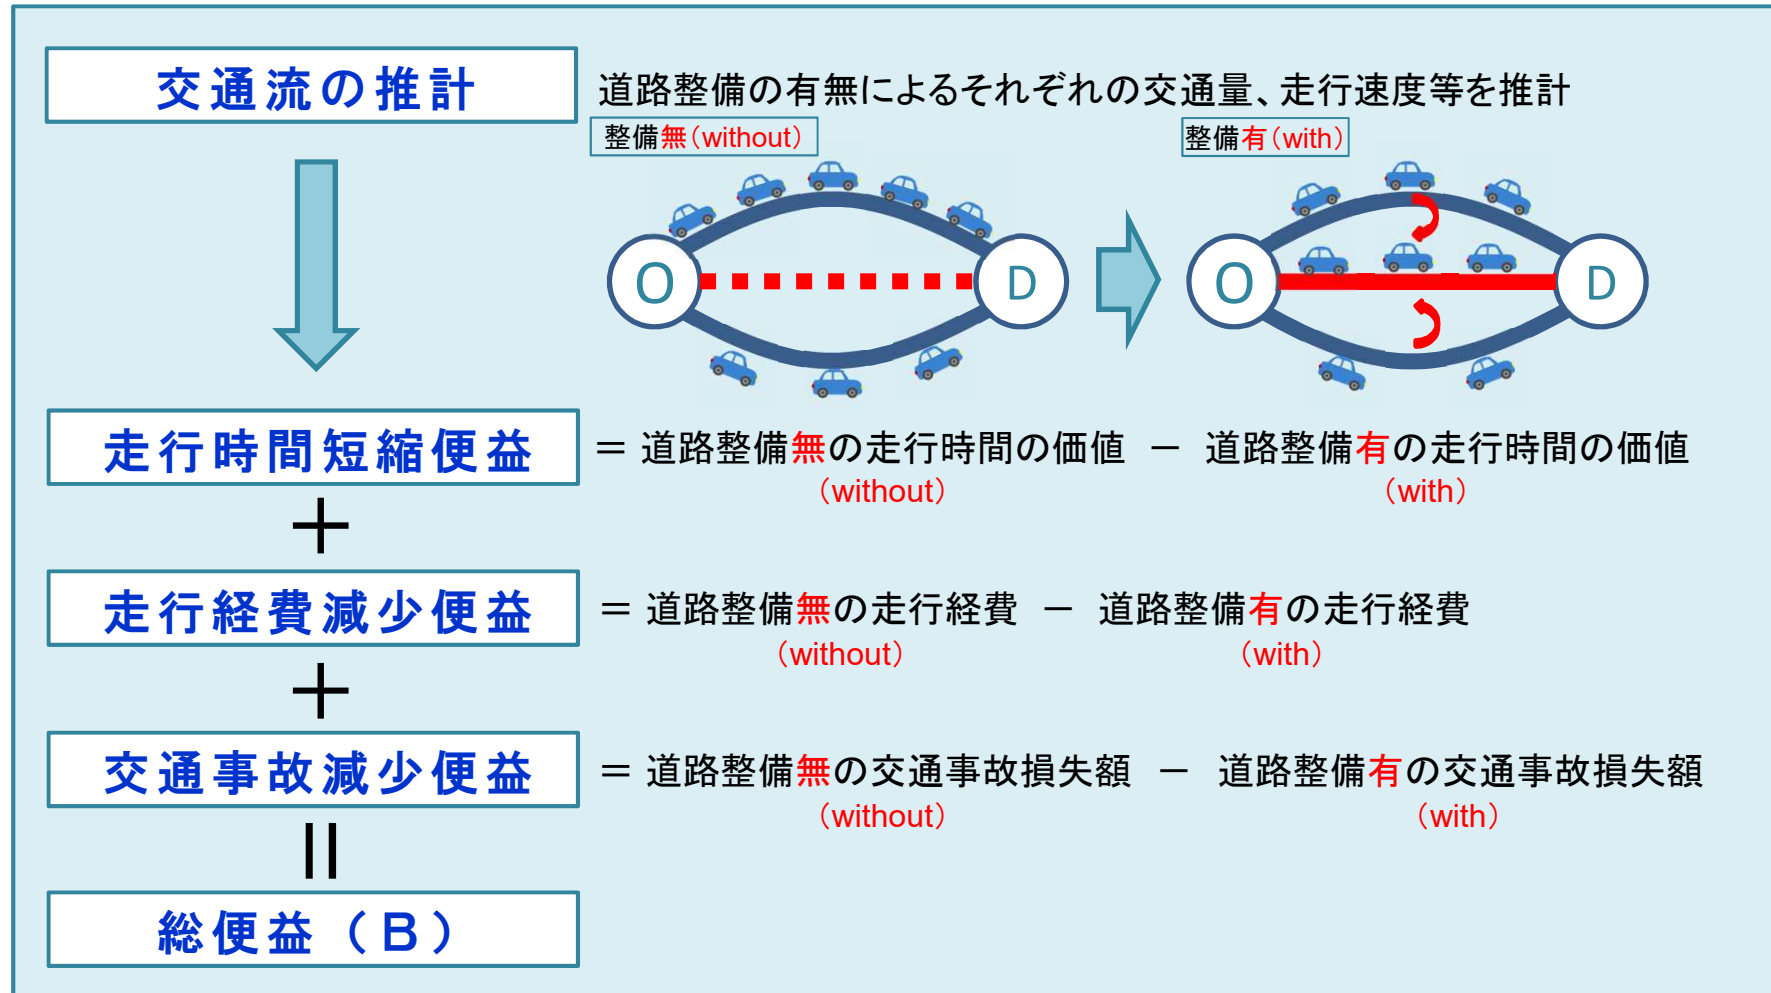 交通流の推計
道路整備の有無によるそれぞれの交通量、走行速度等を推計
整備無(without)
整備有(with)
O
D
O
D
走行時間短縮便益
＝ 道路整備無の走行時間の価値 － 道路整備有の走行時間の価値
（without）
（with）
＋
走行経費減少便益
＝ 道路整備無の走行経費 － 道路整備有の走行経費
（without）
（with）
＋
交通事故減少便益
＝ 道路整備無の交通事故損失額 － 道路整備有の交通事故損失額
（without）
（with）
＝
総便益（Ｂ）